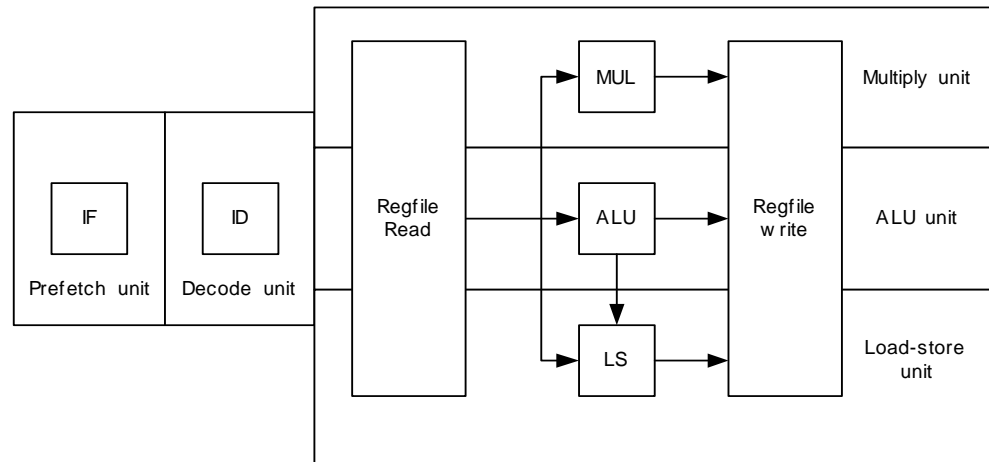 MUL
Multiply unit
IF
ID
Regfile
Read
ALU
Regfile
w rite
ALU unit
Prefetch unit
Decode unit
LS
Load-store
unit